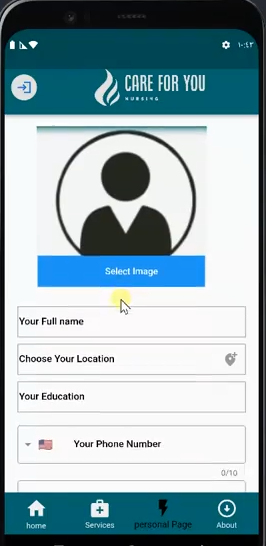 ١٠:٤٢
CARE FOR YOU
NURSING
Select Image
Your Full name
Choose Your Location
Your Education
Your Phone Number
0/10
home
Services
personal Page
About